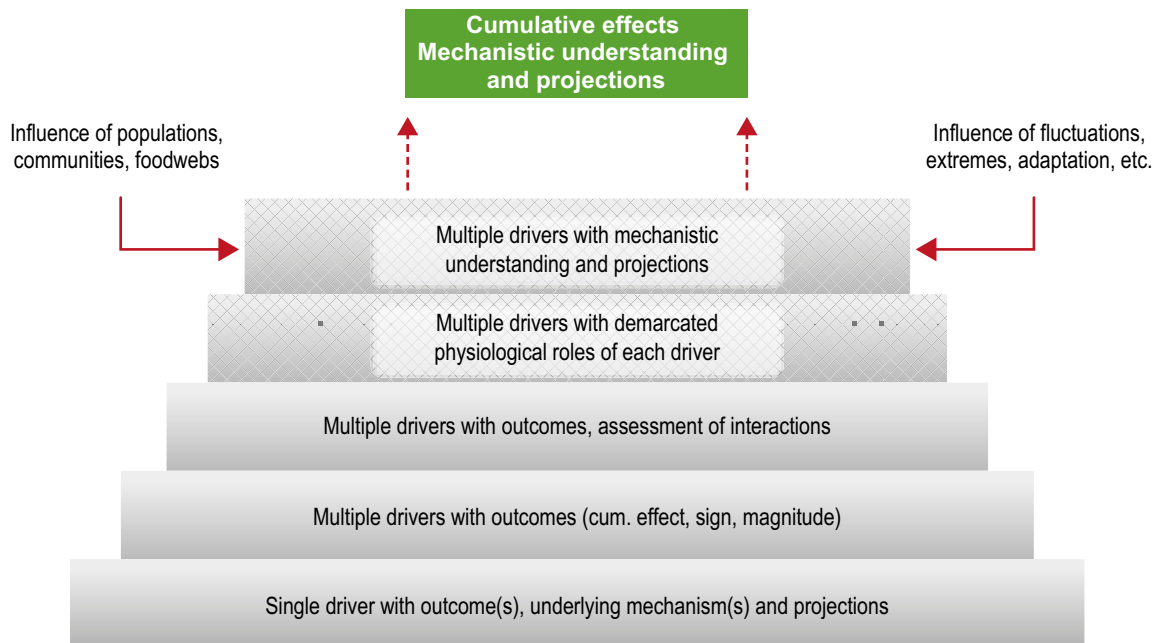 Cumulative effects
Mechanistic understanding
and projections
Influence of populations,
communities, foodwebs
Influence of fluctuations,
extremes, adaptation, etc.
Multiple drivers with mechanistic
understanding and projections
Multiple drivers with demarcated
physiological roles of each driver
Multiple drivers with outcomes, assessment of interactions
Multiple drivers with outcomes (cum. effect, sign, magnitude)
Single driver with outcome(s), underlying mechanism(s) and projections